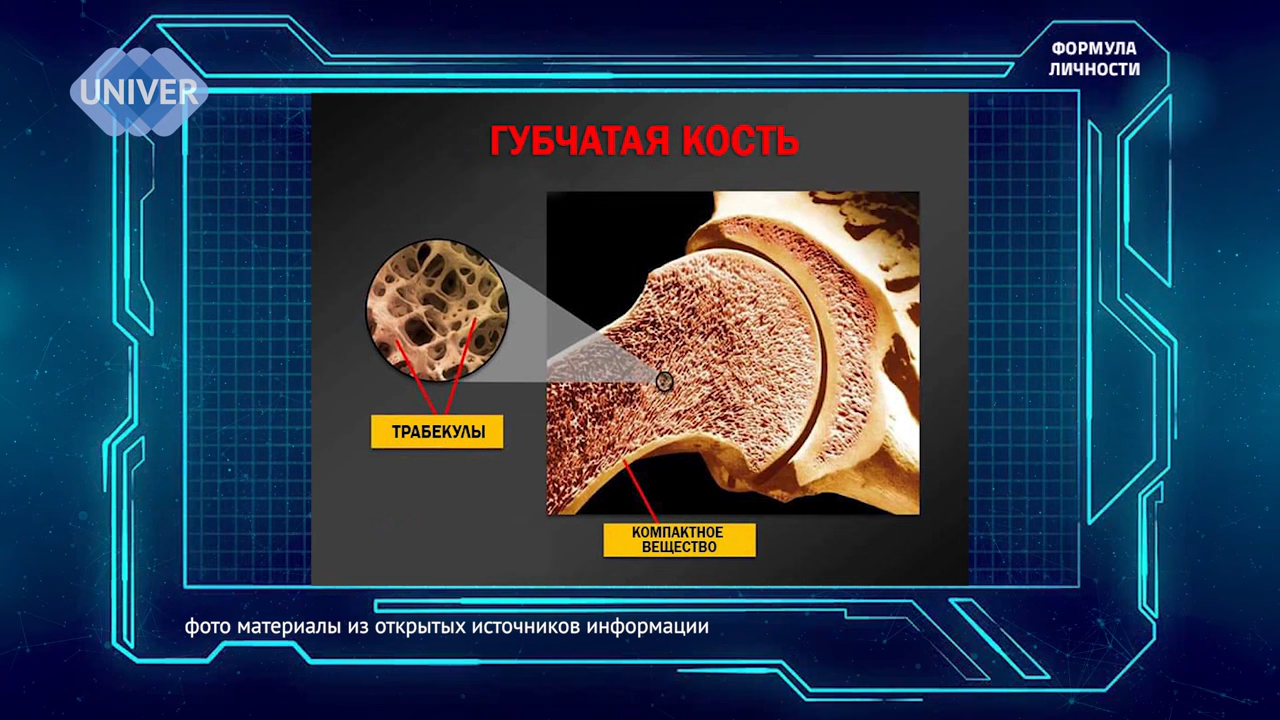 UNIVER
ФОРМУЛА
ЛИЧНОСТИ
ГУБЧАТАЯ КОСТЬ
ТРАБЕКУЛЫ
КОМПАКТНОЕ
ВЕЩЕСТВО
фото материалы из открытых источников информации